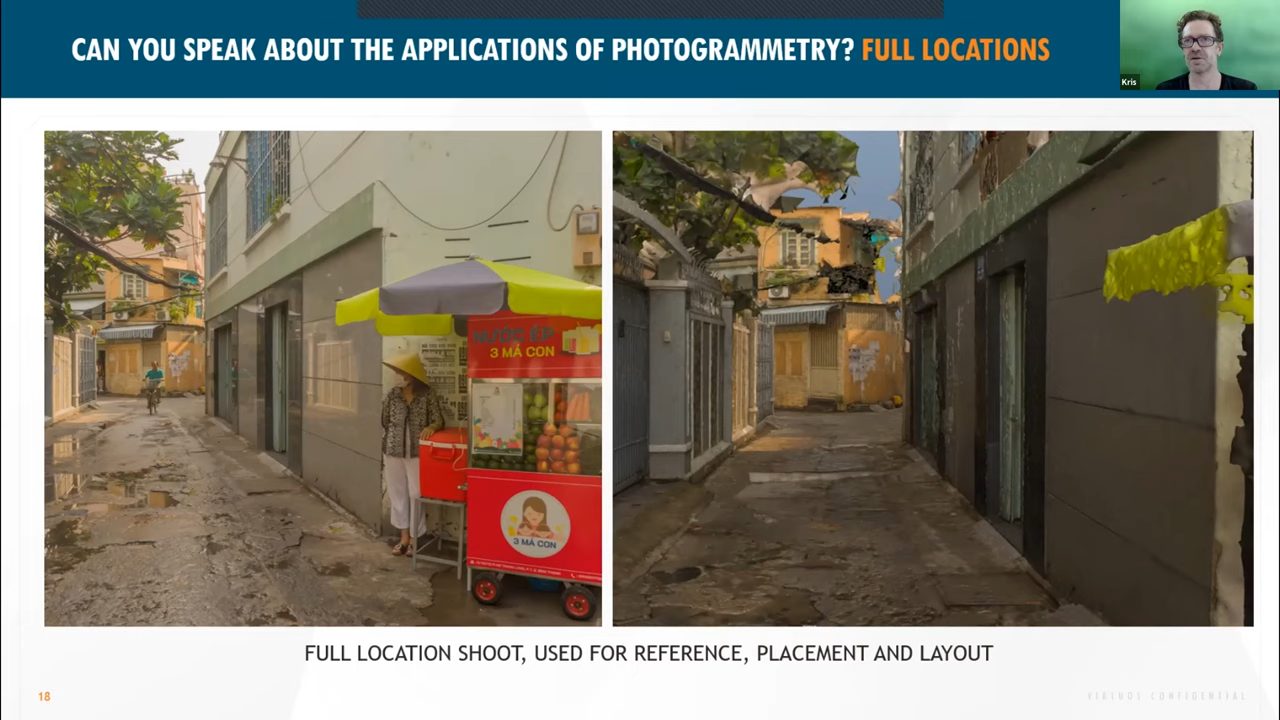 CAN YOU SPEAK ABOUT THE APPLICATIONS OF PHOTOGRAMMETRY? FULL LOCATIONS
Kris
NƯỚC ÉP
3 MÁ CON
3 MÁ CON
FULL LOCATION SHOOT, USED FOR REFERENCE, PLACEMENT AND LAYOUT
18
VIRTUOS CONFIDENTIAL